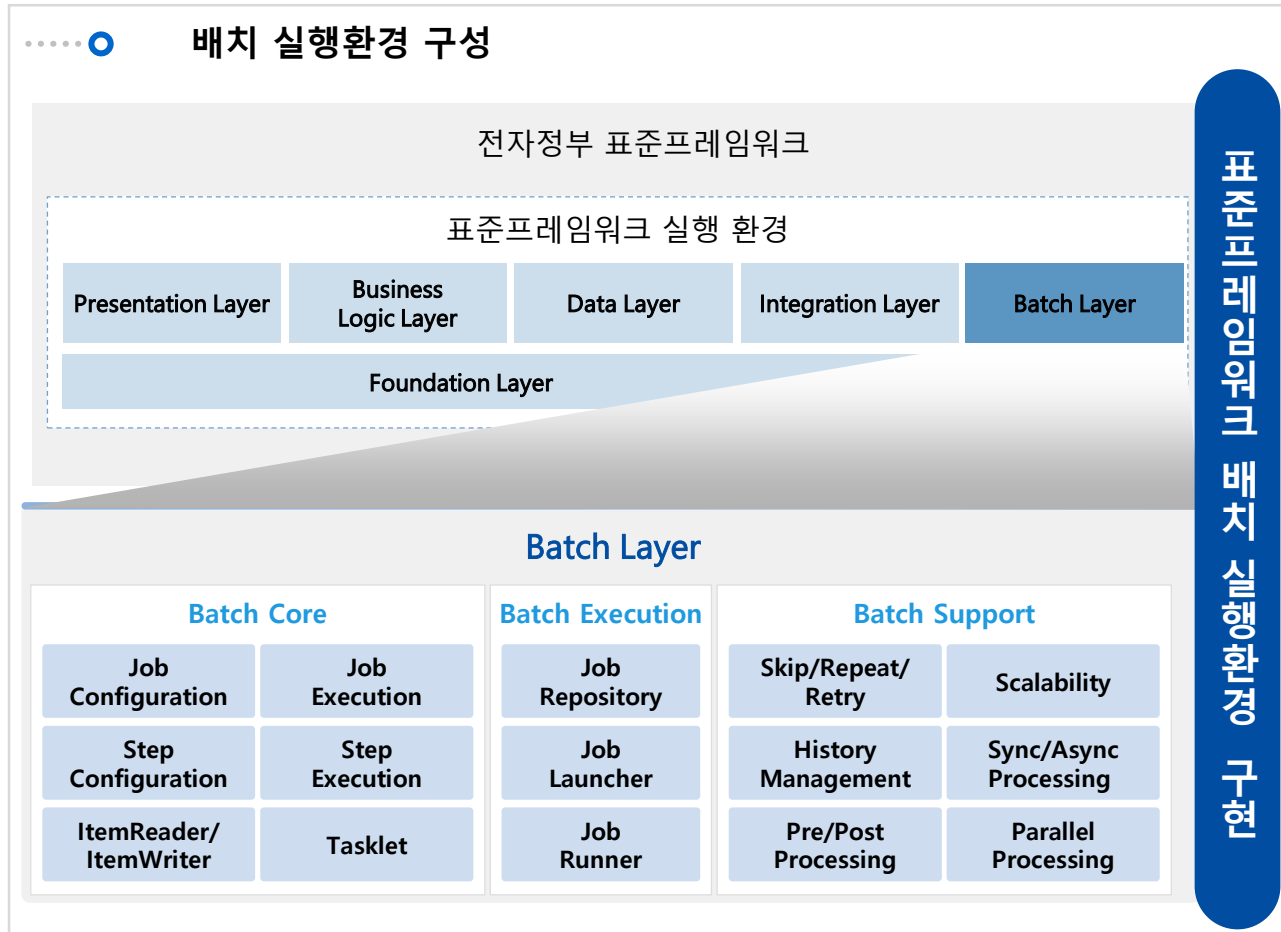 배치 실행환경 구성
전자정부 표준프레임워크
표준프레임워크 실행 환경
Presentation Layer
Business
Logic Layer
Data Layer
Integration Layer
Batch Layer
Foundation Layer
Batch Layer
Batch Core
Job
Configuration
Job
Execution
Step
Configuration
Step
Execution
ItemReader/
ItemWriter
Tasklet
Batch Execution
Job
Repository
Job
Launcher
Job
Runner
Batch Support
Skip/Repeat/
Retry
Scalability
History
Management
Sync/Async
Processing
Pre/Post
Processing
Parallel
Processing
표준프레임워크 배치 실행환경 구현